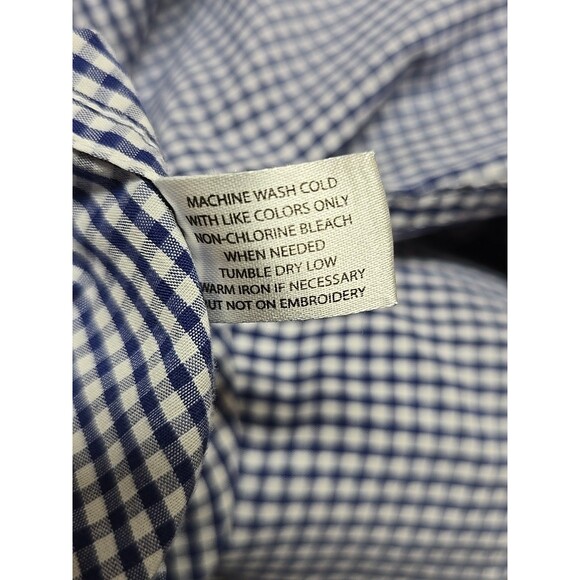 MACHINE WASH COLD
WITH LIKE COLORS ONLY
NON-CHLORINE BLEACH
WHEN NEEDED
TUMBLE DRY LOW
WARM IRON IF NECESSARY
BUT NOT ON EMBROIDERY